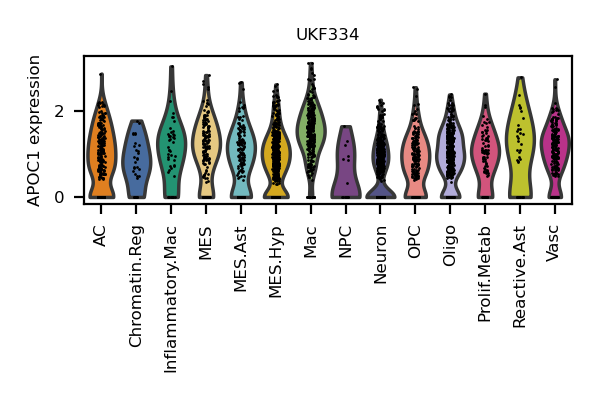 UKF334
APOC1 expression
2
0
AC
Chromatin.Reg
Inflammatory.Mac
MES
MES.Ast
MES.Hyp
Mac
NPC
Neuron
OPC
Oligo
Prolif.Metab
Reactive.Ast
Vasc